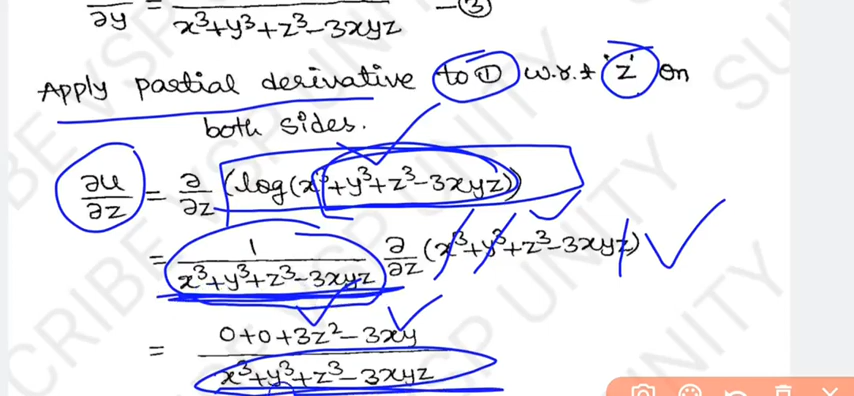 ∂y = x³+y³+z³-3xyz -③
Apply partial derivative to ① w.r.t 'z' on
both sides.
∂u/∂z = ∂/∂z (log(x³+y³+z³-3xyz))
= 1/(x³+y³+z³-3xyz) ∂/∂z (x³+y³+z³-3xyz)
= (0+0+3z²-3xy)/(x³+y³+z³-3xyz)